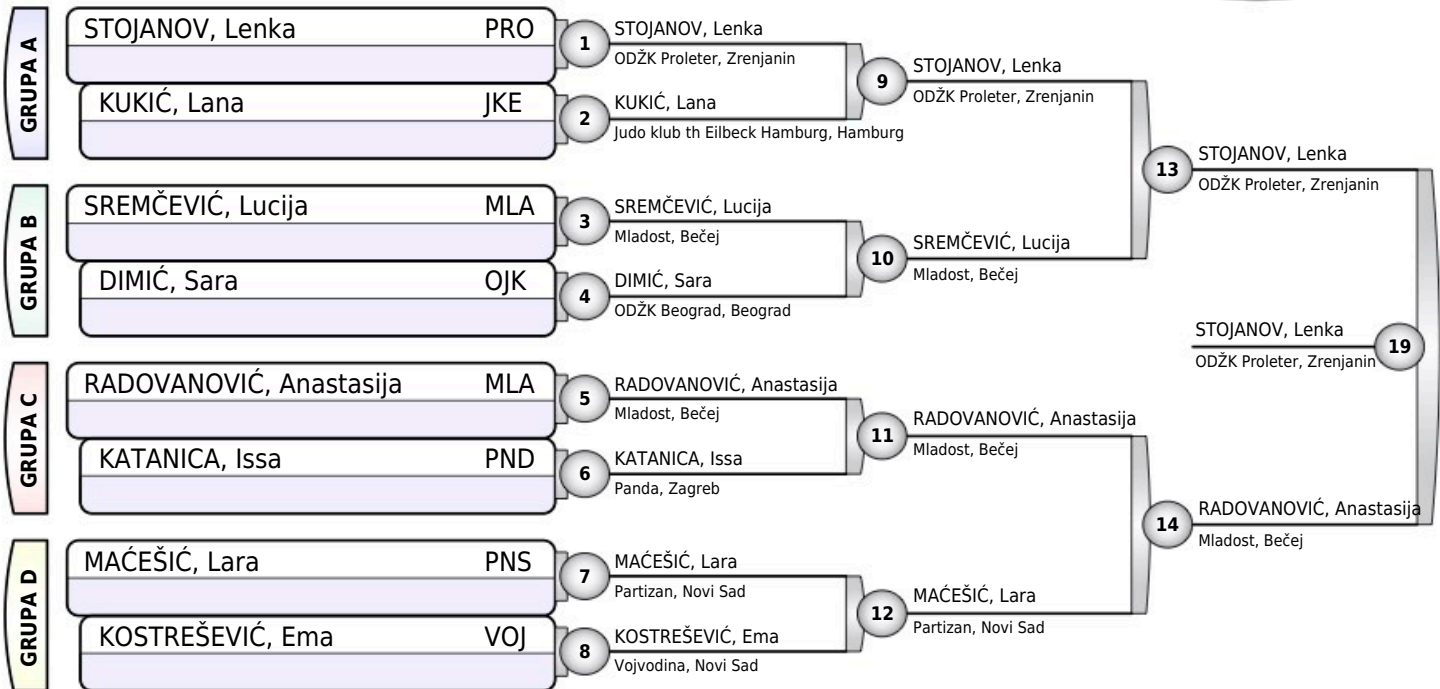 GRUPA A
STOJANOV, Lenka PRO
KUKIĆ, Lana JKE
1
STOJANOV, Lenka
ODŽK Proleter, Zrenjanin
2
KUKIĆ, Lana
Judo klub th Eilbeck Hamburg, Hamburg
9
STOJANOV, Lenka
ODŽK Proleter, Zrenjanin
GRUPA B
SREMČEVIĆ, Lucija MLA
DIMIĆ, Sara OJK
3
SREMČEVIĆ, Lucija
Mladost, Bečej
4
DIMIĆ, Sara
ODŽK Beograd, Beograd
10
SREMČEVIĆ, Lucija
Mladost, Bečej
13
STOJANOV, Lenka
ODŽK Proleter, Zrenjanin
GRUPA C
RADOVANOVIĆ, Anastasija MLA
KATANICA, Issa PND
5
RADOVANOVIĆ, Anastasija
Mladost, Bečej
6
KATANICA, Issa
Panda, Zagreb
11
RADOVANOVIĆ, Anastasija
Mladost, Bečej
GRUPA D
MAĆEŠIĆ, Lara PNS
KOSTREŠEVIĆ, Ema VOJ
7
MAĆEŠIĆ, Lara
Partizan, Novi Sad
8
KOSTREŠEVIĆ, Ema
Vojvodina, Novi Sad
12
MAĆEŠIĆ, Lara
Partizan, Novi Sad
14
RADOVANOVIĆ, Anastasija
Mladost, Bečej
STOJANOV, Lenka
ODŽK Proleter, Zrenjanin
19